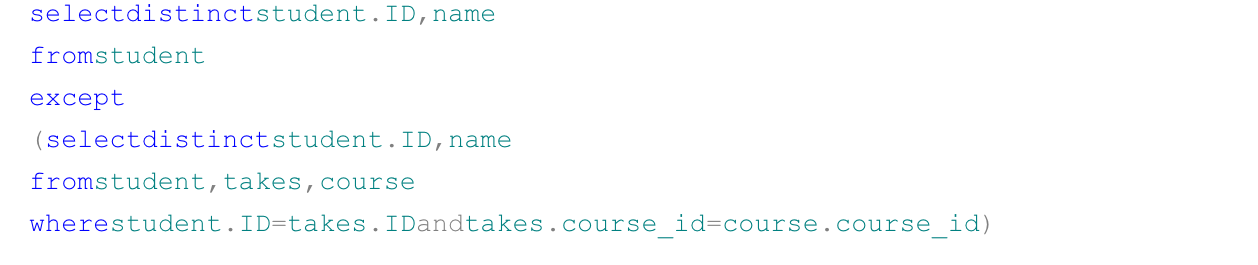 selectdistinctstudent.ID,name
fromstudent
except
(selectdistinctstudent.ID,name
fromstudent,takes,course
wherestudent.ID=takes.IDandtakes.course_id=course.course_id)